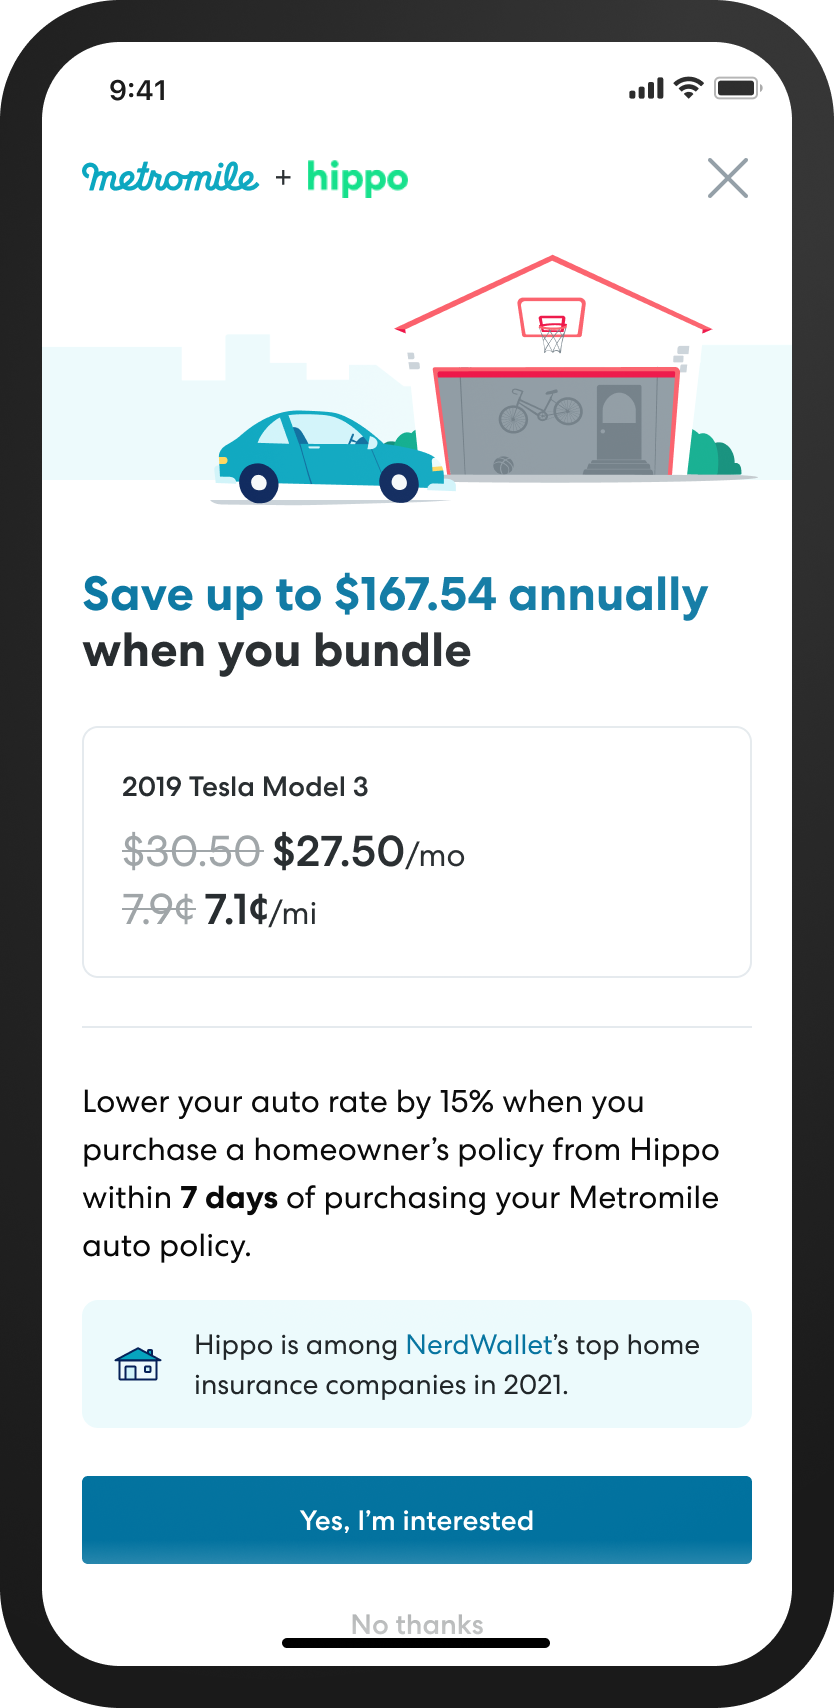 9:41
metromile + hippo
Save up to $167.54 annually
when you bundle
2019 Tesla Model 3
$30.50 $27.50/mo
7.9¢ 7.1¢/mi
Lower your auto rate by 15% when you
purchase a homeowner’s policy from Hippo
within 7 days of purchasing your Metromile
auto policy.
Hippo is among NerdWallet’s top home
insurance companies in 2021.
Yes, I’m interested
No thanks